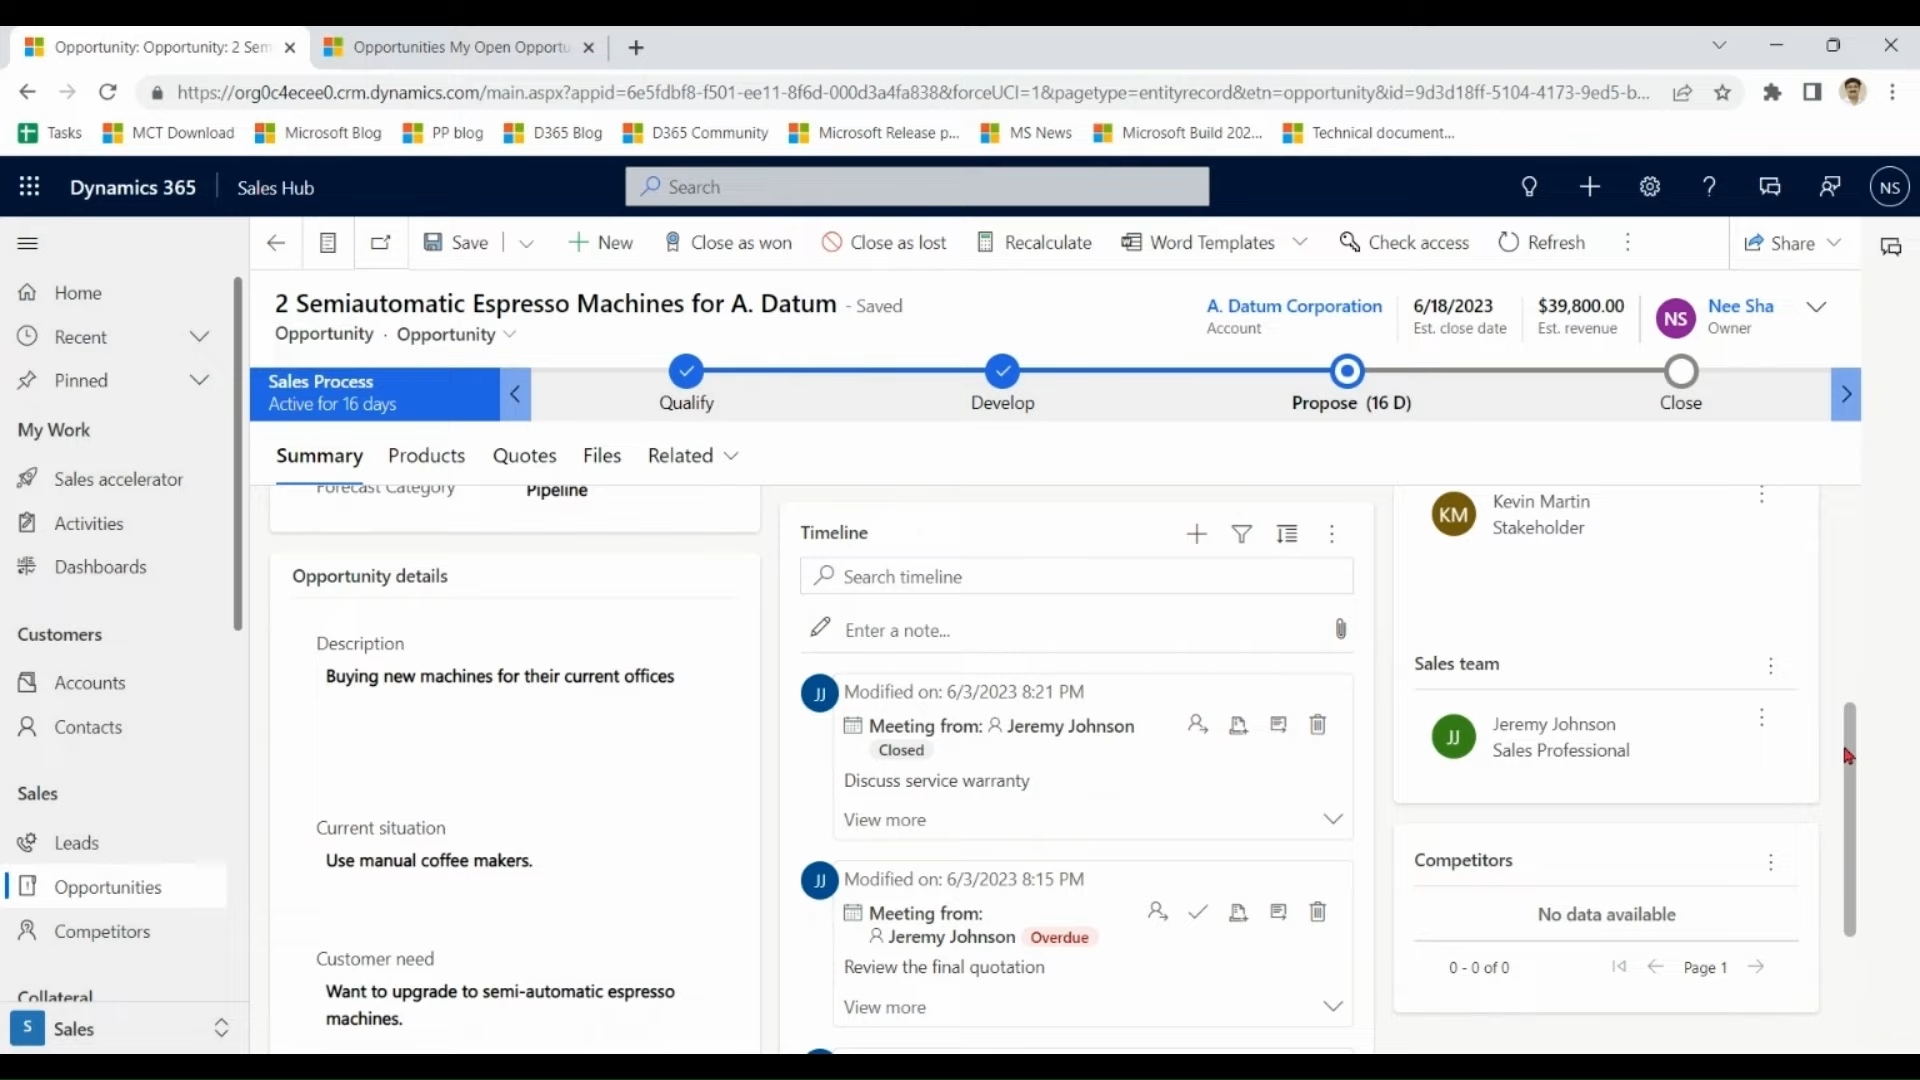 Opportunity: Opportunity: 2 Sem
Opportunities My Open Opportu
https://org0c4ecee0.crm.dynamics.com/main.aspx?appid=6e5fdbf8-f501-ee11-8f6d-000d3a4fa838&forceUCI=1&pagetype=entityrecord&etn=opportunity&id=9d3d18ff-5104-4173-9ed5-b...
Tasks MCT Download Microsoft Blog PP blog D365 Blog D365 Community Microsoft Release p... MS News Microsoft Build 202... Technical document...
Dynamics 365 Sales Hub Search NS
Save New Close as won Close as lost Recalculate Word Templates Check access Refresh Share
Home
Recent
Pinned
My Work
Sales accelerator
Activities
Dashboards
Customers
Accounts
Contacts
Sales
Leads
Opportunities
Competitors
Collateral
S Sales
2 Semiautomatic Espresso Machines for A. Datum - Saved
Opportunity · Opportunity
A. Datum Corporation
Account
6/18/2023
Est. close date
$39,800.00
Est. revenue
NS
Nee Sha
Owner
Sales Process
Active for 16 days
Qualify
Develop
Propose (16 D)
Close
Summary Products Quotes Files Related
Forecast Category Pipeline
Opportunity details
Description
Buying new machines for their current offices
Current situation
Use manual coffee makers.
Customer need
Want to upgrade to semi-automatic espresso
machines.
Timeline
Search timeline
Enter a note...
JJ
Modified on: 6/3/2023 8:21 PM
Meeting from: Jeremy Johnson
Closed
Discuss service warranty
View more
JJ
Modified on: 6/3/2023 8:15 PM
Meeting from:
Jeremy Johnson Overdue
Review the final quotation
View more
KM
Kevin Martin
Stakeholder
Sales team
JJ
Jeremy Johnson
Sales Professional
Competitors
No data available
0 - 0 of 0 Page 1